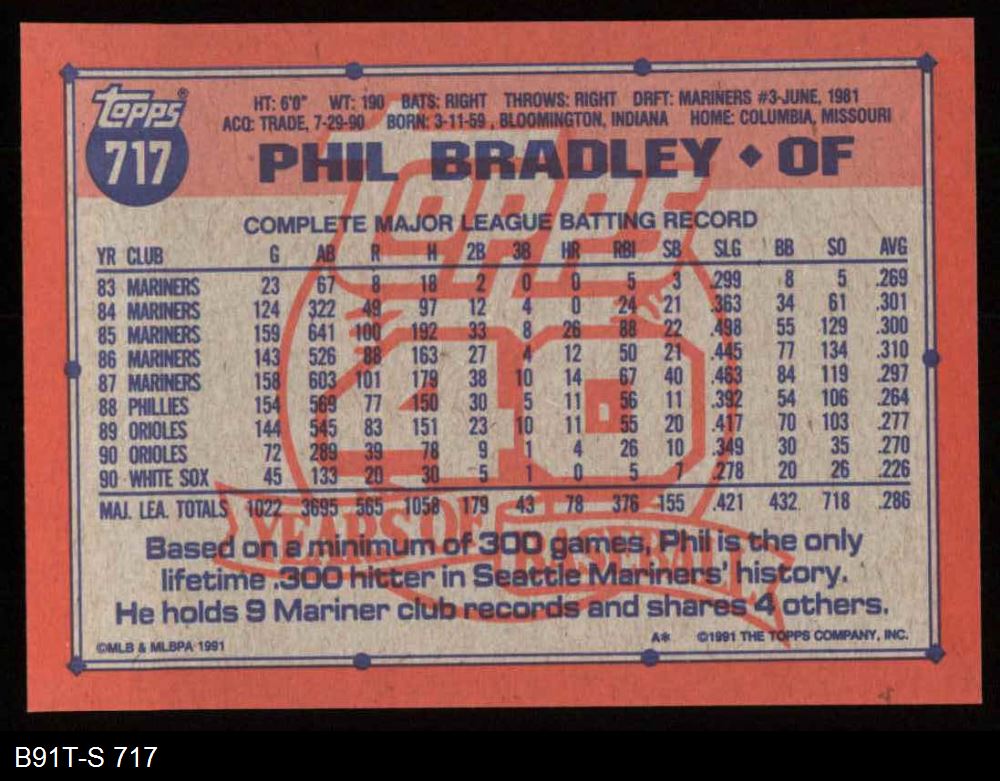 topps®
717
HT: 6'0" WT: 190 BATS: RIGHT THROWS: RIGHT DRFT: MARINERS #3-JUNE, 1981
ACQ: TRADE, 7-29-90 BORN: 3-11-59, BLOOMINGTON, INDIANA HOME: COLUMBIA, MISSOURI
PHIL BRADLEY ♦ OF
COMPLETE MAJOR LEAGUE BATTING RECORD
YR CLUB G AB R H 2B 3B HR RBI SB SLG BB SO AVG
83 MARINERS 23 67 8 18 2 0 0 5 3 .299 8 5 .269
84 MARINERS 124 322 49 97 12 4 0 24 21 .363 34 61 .301
85 MARINERS 159 641 100 192 33 8 26 88 22 .498 55 129 .300
86 MARINERS 143 526 88 163 27 4 12 50 21 .445 77 134 .310
87 MARINERS 158 603 101 179 38 10 14 67 40 .463 84 119 .297
88 PHILLIES 154 569 77 150 30 5 11 56 11 .392 54 106 .264
89 ORIOLES 144 545 83 151 23 10 11 55 20 .417 70 103 .277
90 ORIOLES 72 289 39 78 9 1 4 26 10 .349 30 35 .270
90 WHITE SOX 45 133 20 30 5 1 0 5 7 .278 20 26 .226
MAJ. LEA. TOTALS 1022 3695 565 1058 179 43 78 376 155 .421 432 718 .286
topps
40
YEARS OF BASEBALL
Based on a minimum of 300 games, Phil is the only
lifetime .300 hitter in Seattle Mariners' history.
He holds 9 Mariner club records and shares 4 others.
©MLB & MLBPA 1991 A* ©1991 THE TOPPS COMPANY, INC.
B91T-S 717